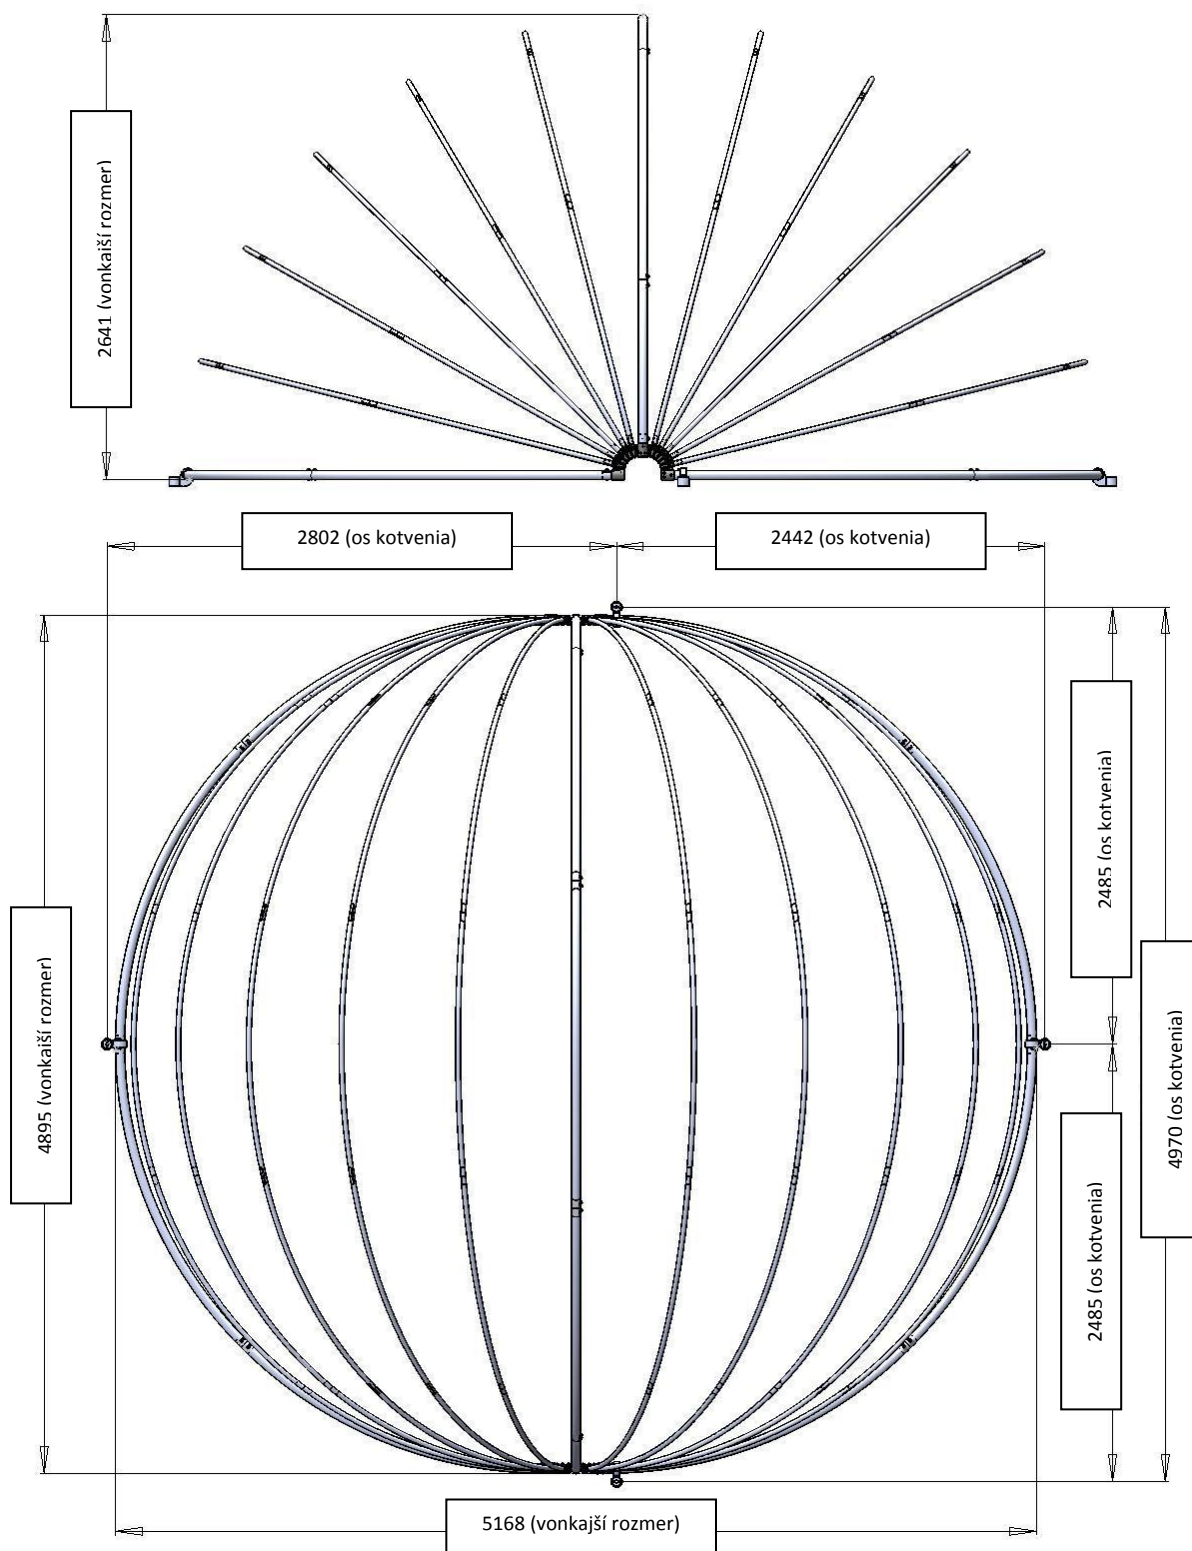 2641 (vonkaiší rozmer)
2802 (os kotvenia)
2442 (os kotvenia)
2485 (os kotvenia)
4895 (vonkaiší rozmer)
4970 (os kotvenia)
2485 (os kotvenia)
5168 (vonkajší rozmer)